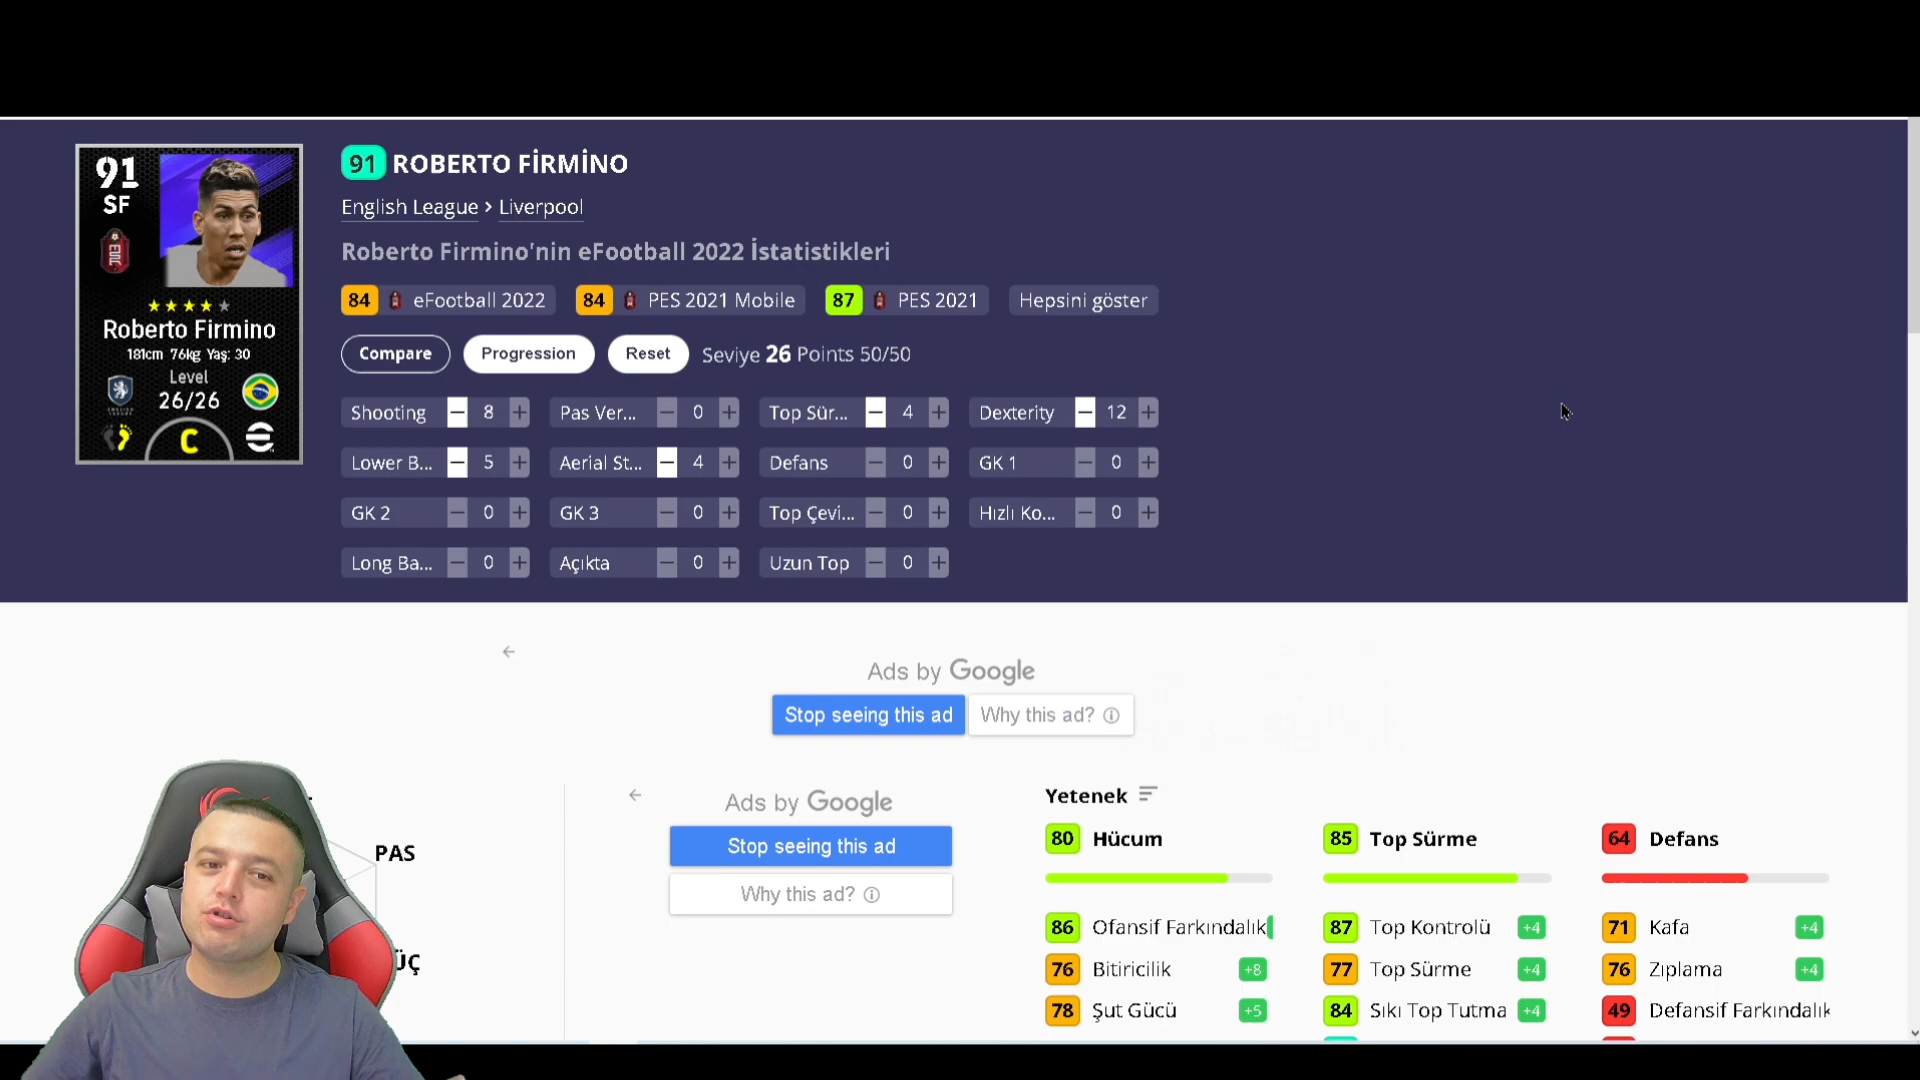 91
SF
Roberto Firmino
181cm 76kg Yaş: 30
Level
26/26
C
91 ROBERTO FİRMİNO
English League › Liverpool
Roberto Firmino'nin eFootball 2022 İstatistikleri
84 eFootball 2022 84 PES 2021 Mobile 87 PES 2021 Hepsini göster
Compare Progression Reset Seviye 26 Points 50/50
Shooting − 8 + Pas Ver... − 0 + Top Sür... − 4 + Dexterity − 12 +
Lower B... − 5 + Aerial St... − 4 + Defans − 0 + GK 1 − 0 +
GK 2 − 0 + GK 3 − 0 + Top Çevi... − 0 + Hızlı Ko... − 0 +
Long Ba... − 0 + Açıkta − 0 + Uzun Top − 0 +
Ads by Google
Stop seeing this ad Why this ad?
PAS
ÜÇ
Ads by Google
Stop seeing this ad
Why this ad?
Yetenek
80 Hücum 85 Top Sürme 64 Defans
86 Ofansif Farkındalık 87 Top Kontrolü +4 71 Kafa +4
76 Bitiricilik +8 77 Top Sürme +4 76 Zıplama +4
78 Şut Gücü +5 84 Sıkı Top Tutma +4 49 Defansif Farkındalık